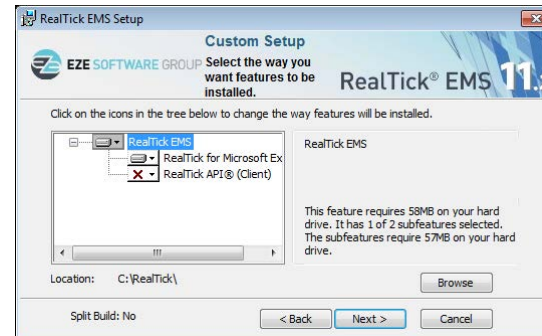 RealTick EMS Setup
Custom Setup
EZE SOFTWARE GROUP
Select the way you
want features to be
installed.
RealTick® EMS 11.
Click on the icons in the tree below to change the way features will be installed.
RealTick EMS
RealTick for Microsoft Ex
RealTick API® (Client)
RealTick EMS
This feature requires 58MB on your hard
drive. It has 1 of 2 subfeatures selected.
The subfeatures require 57MB on your hard
drive.
Location: C:\RealTick\
Browse
Split Build: No
< Back
Next >
Cancel